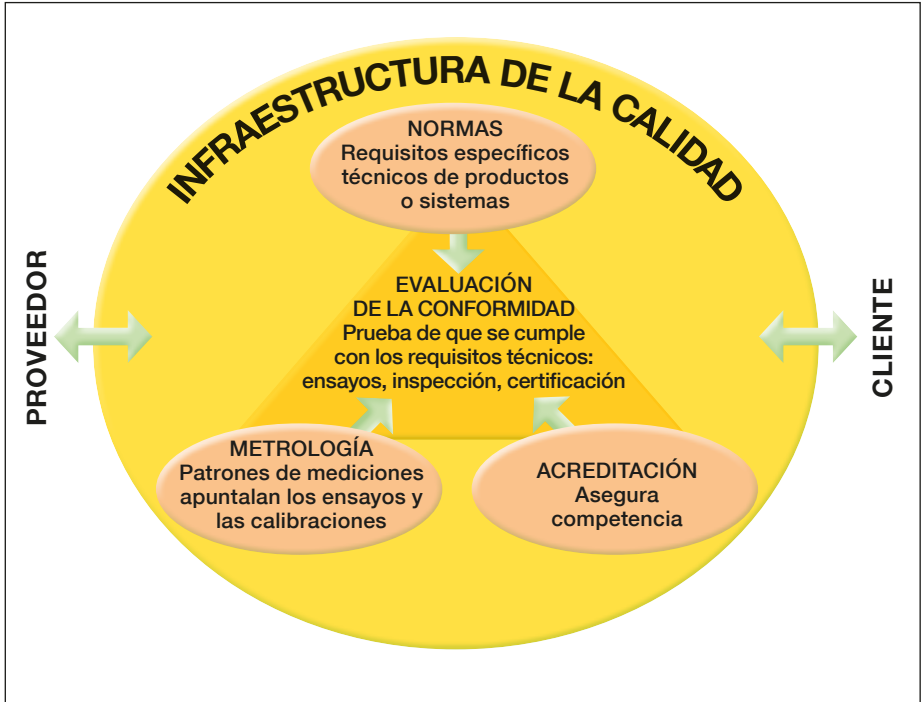 INFRAESTRUCTURA DE LA CALIDAD
NORMAS
Requisitos específicos
técnicos de productos
o sistemas
PROVEEDOR
EVALUACIÓN
DE LA CONFORMIDAD
Prueba de que se cumple
con los requisitos técnicos:
ensayos, inspección, certificación
CLIENTE
METROLOGÍA
Patrones de mediciones
apuntalan los ensayos y
las calibraciones
ACREDITACIÓN
Asegura
competencia